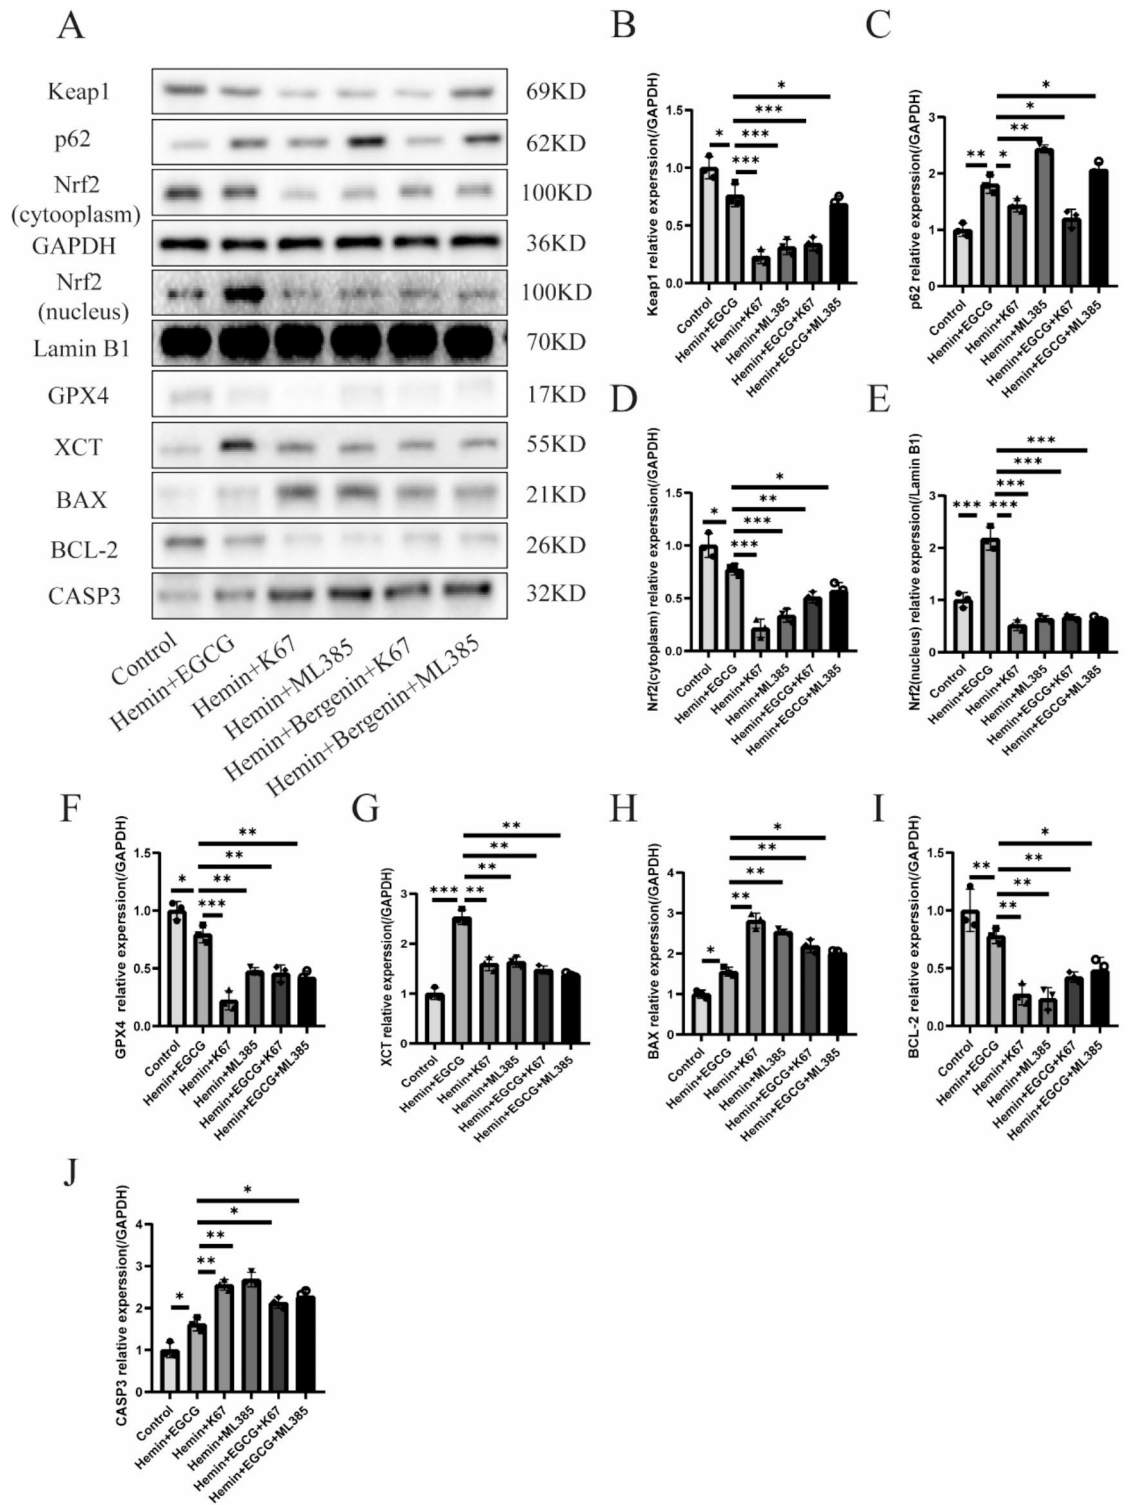 A
Keap1
69KD
p62
62KD
Nrf2
(cytooplasm)
100KD
GAPDH
36KD
Nrf2
(nucleus)
100KD
Lamin B1
70KD
GPX4
17KD
XCT
55KD
BAX
21KD
BCL-2
26KD
CASP3
32KD
Control
Hemin+EGCG
Hemin+K67
Hemin+ML385
Hemin+Bergenin+K67
Hemin+Bergenin+ML385
B
Keap1 relative experssion(/GAPDH)
1.5
1.0
0.5
0.0
*
***
***
***
*
Control
Hemin+EGCG
Hemin+K67
Hemin+ML385
Hemin+EGCG+K67
Hemin+EGCG+ML385
C
p62 relative experssion(/GAPDH)
3
2
1
0
**
*
**
*
*
Control
Hemin+EGCG
Hemin+K67
Hemin+ML385
Hemin+EGCG+K67
Hemin+EGCG+ML385
D
Nrf2(cytoplasm) relative experssion(/GAPDH)
1.5
1.0
0.5
0.0
*
***
***
**
*
Control
Hemin+EGCG
Hemin+K67
Hemin+ML385
Hemin+EGCG+K67
Hemin+EGCG+ML385
E
Nrf2(nucleus) relative experssion(/Lamin B1)
3
2
1
0
***
***
***
***
***
Control
Hemin+EGCG
Hemin+K67
Hemin+ML385
Hemin+EGCG+K67
Hemin+EGCG+ML385
F
GPX4 relative experssion(/GAPDH)
1.5
1.0
0.5
0.0
*
***
**
**
**
Control
Hemin+EGCG
Hemin+K67
Hemin+ML385
Hemin+EGCG+K67
Hemin+EGCG+ML385
G
XCT relative experssion(/GAPDH)
3
2
1
0
***
**
**
**
**
Control
Hemin+EGCG
Hemin+K67
Hemin+ML385
Hemin+EGCG+K67
Hemin+EGCG+ML385
H
BAX relative experssion(/GAPDH)
4
3
2
1
0
*
**
**
**
*
Control
Hemin+EGCG
Hemin+K67
Hemin+ML385
Hemin+EGCG+K67
Hemin+EGCG+ML385
I
BCL-2 relative experssion(/GAPDH)
1.5
1.0
0.5
0.0
**
**
**
**
*
Control
Hemin+EGCG
Hemin+K67
Hemin+ML385
Hemin+EGCG+K67
Hemin+EGCG+ML385
J
CASP3 relative experssion(/GAPDH)
4
3
2
1
0
*
**
**
*
*
Control
Hemin+EGCG
Hemin+K67
Hemin+ML385
Hemin+EGCG+K67
Hemin+EGCG+ML385